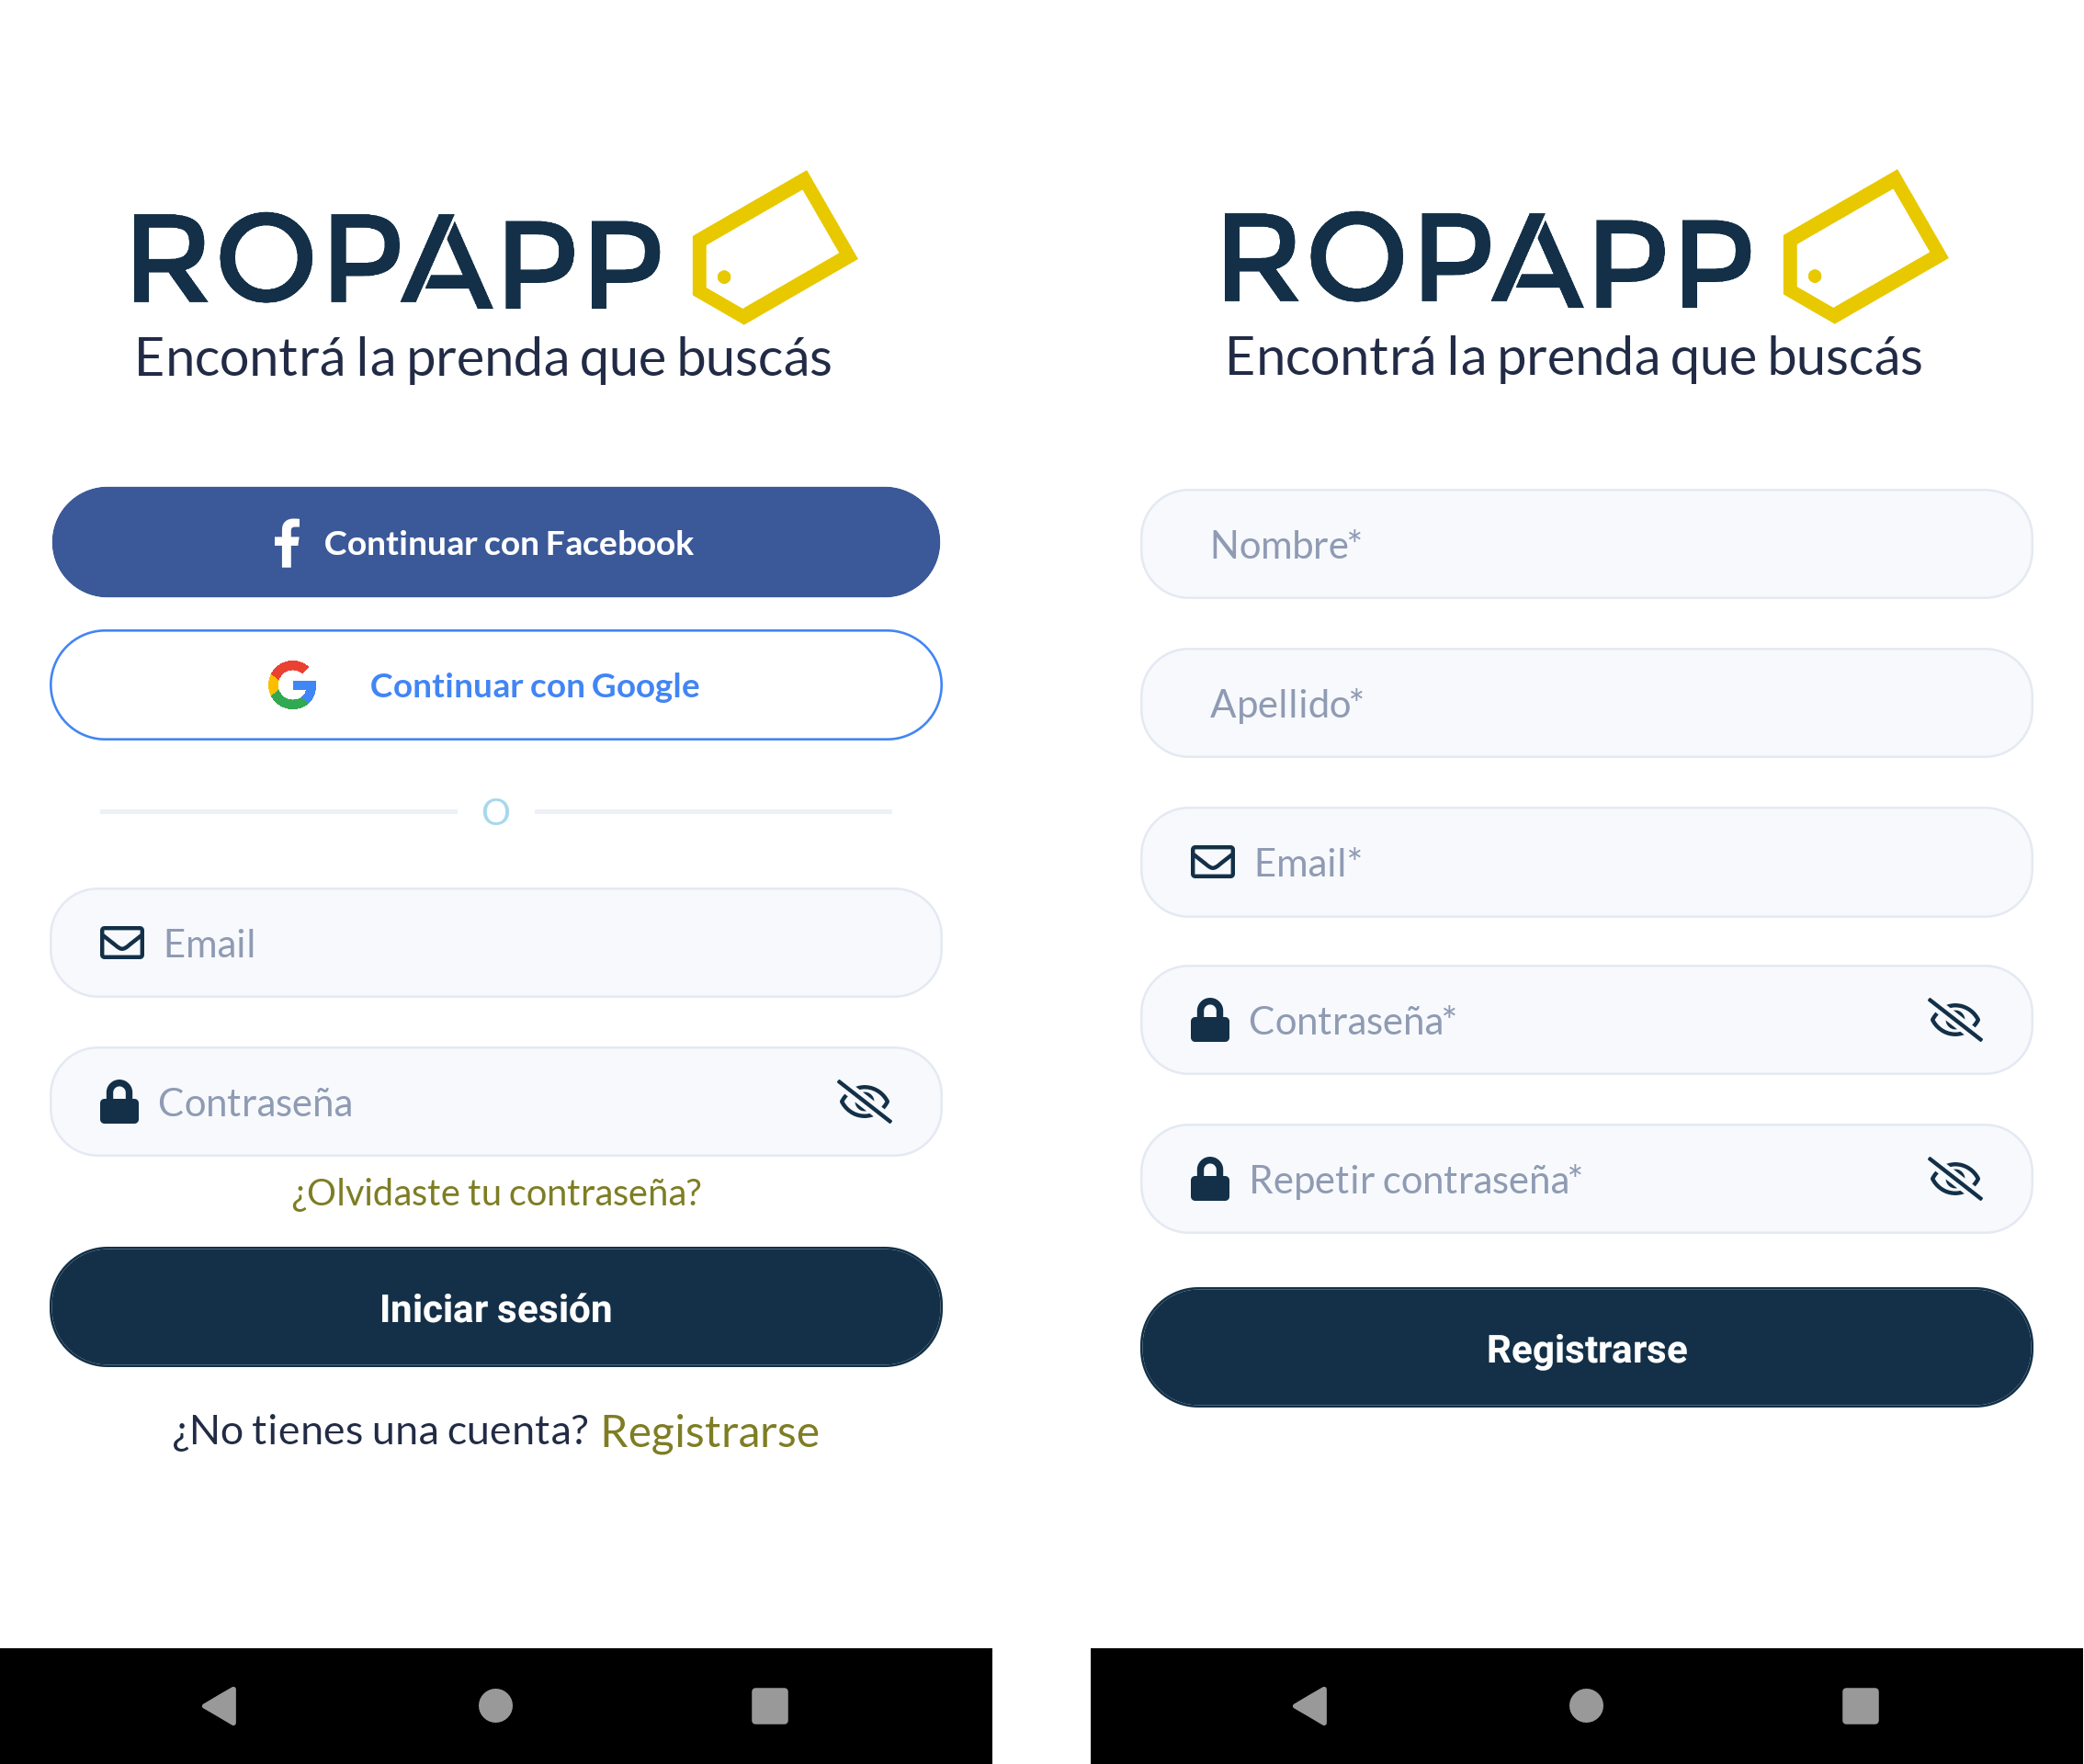 ROPAPP
Encontrá la prenda que buscás
Continuar con Facebook
Continuar con Google
O
Email
Contraseña
¿Olvidaste tu contraseña?
Iniciar sesión
¿No tienes una cuenta? Registrarse
ROPAPP
Encontrá la prenda que buscás
Nombre*
Apellido*
Email*
Contraseña*
Repetir contraseña*
Registrarse